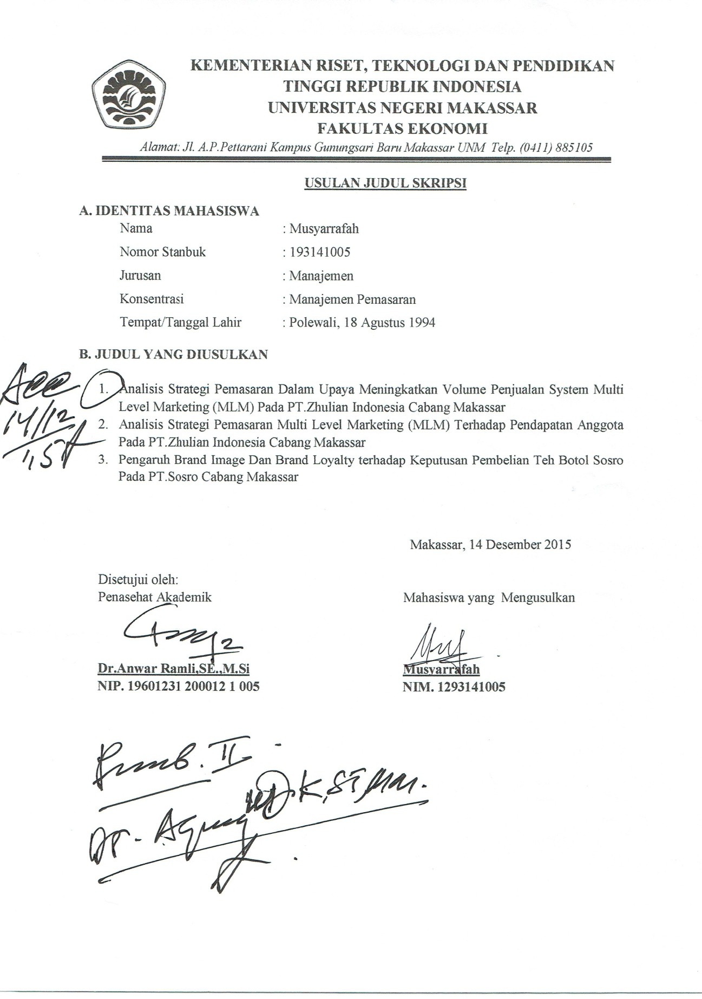 KEMENTERIAN RISET, TEKNOLOGI DAN PENDIDIKAN
TINGGI REPUBLIK INDONESIA
UNIVERSITAS NEGERI MAKASSAR
FAKULTAS EKONOMI
Alamat: Jl. A.P.Pettarani Kampus Gunungsari Baru Makassar UNM Telp. (0411) 885105
USULAN JUDUL SKRIPSI
A. IDENTITAS MAHASISWA
Nama : Musyarrafah
Nomor Stanbuk : 193141005
Jurusan : Manajemen
Konsentrasi : Manajemen Pemasaran
Tempat/Tanggal Lahir : Polewali, 18 Agustus 1994
B. JUDUL YANG DIUSULKAN
Acc
14/12
15
1. Analisis Strategi Pemasaran Dalam Upaya Meningkatkan Volume Penjualan System Multi
Level Marketing (MLM) Pada PT.Zhulian Indonesia Cabang Makassar
2. Analisis Strategi Pemasaran Multi Level Marketing (MLM) Terhadap Pendapatan Anggota
Pada PT.Zhulian Indonesia Cabang Makassar
3. Pengaruh Brand Image Dan Brand Loyalty terhadap Keputusan Pembelian Teh Botol Sosro
Pada PT.Sosro Cabang Makassar
Makassar, 14 Desember 2015
Disetujui oleh:
Penasehat Akademik
Mahasiswa yang Mengusulkan
Dr.Anwar Ramli,SE.,M.Si
Musyarrafah
NIP. 19601231 200012 1 005
NIM. 1293141005
Pemb. II
Dr. Agung W D.K, SE, MM.